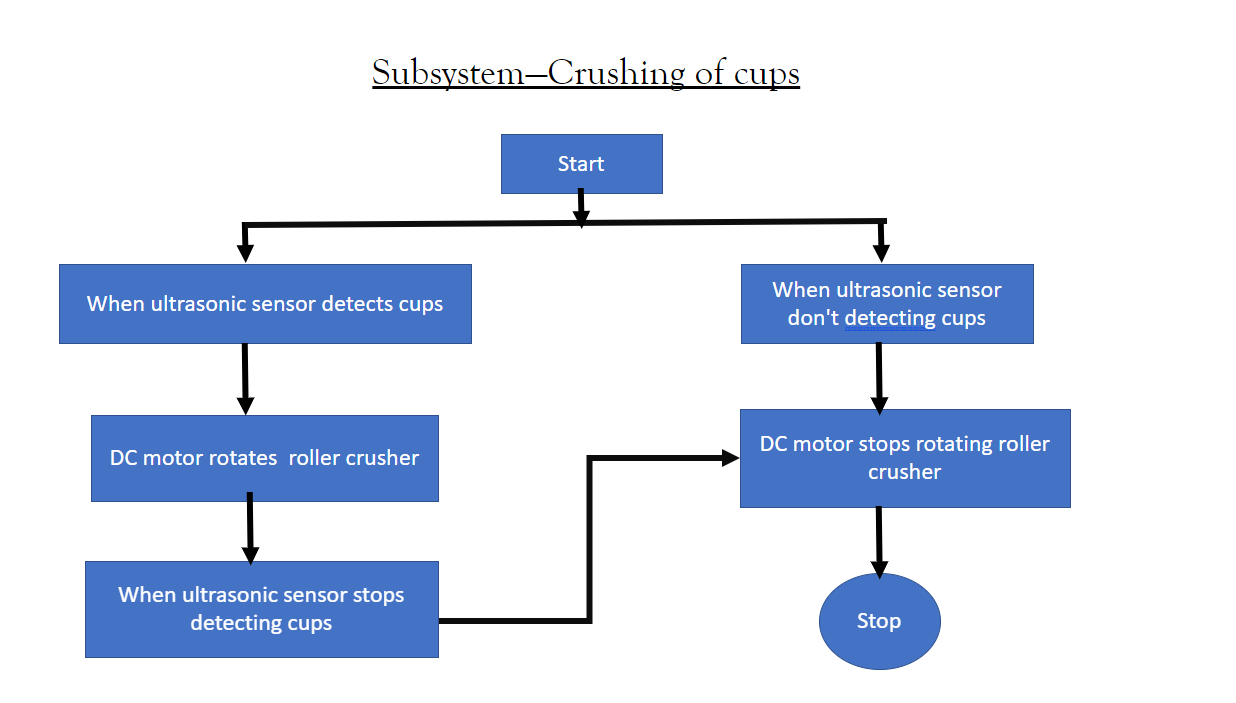 Subsystem—Crushing of cups
Start
When ultrasonic sensor detects cups
When ultrasonic sensor
don't detecting cups
DC motor rotates  roller crusher
DC motor stops rotating roller
crusher
When ultrasonic sensor stops
detecting cups
Stop